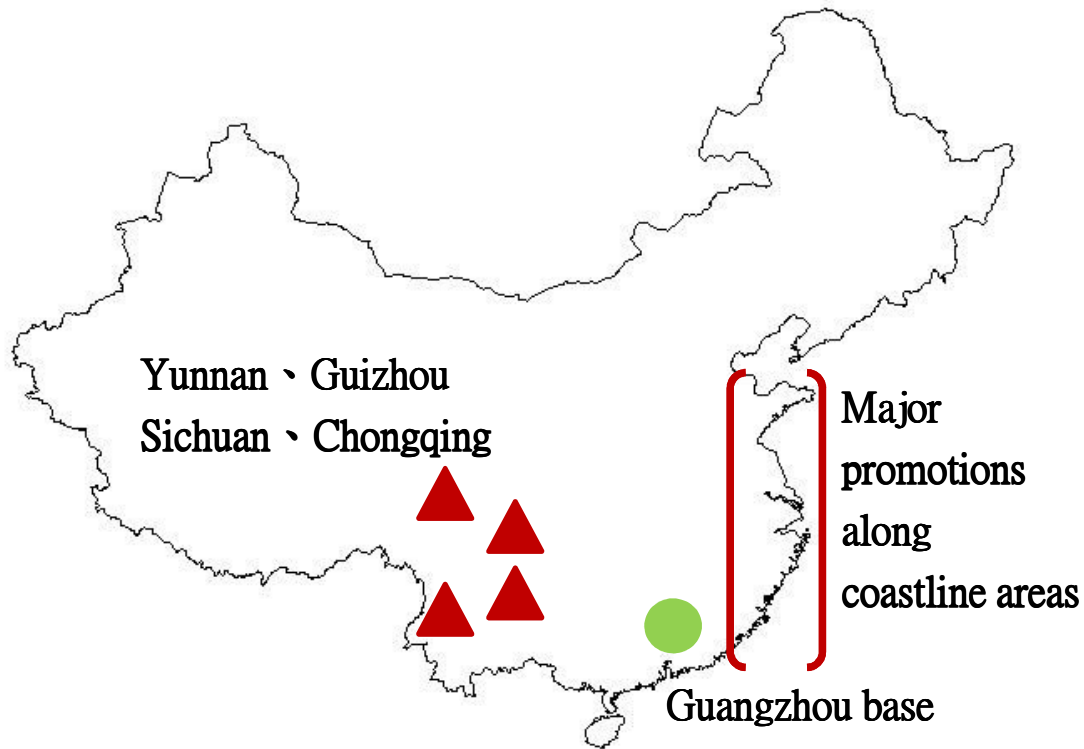 Yunnan、Guizhou
Sichuan、Chongqing
Major
promotions
along
coastline areas
Guangzhou base